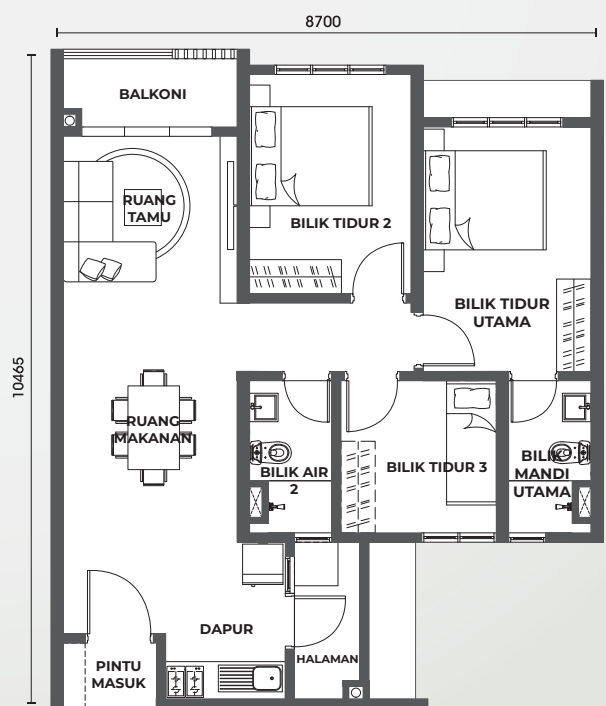 8700
BALKONI
RUANG
TAMU
BILIK TIDUR 2
BILIK TIDUR
UTAMA
10465
RUANG
MAKANAN
BILIK AIR
2
BILIK TIDUR 3
BILIK
MANDI
UTAMA
DAPUR
HALAMAN
PINTU
MASUK